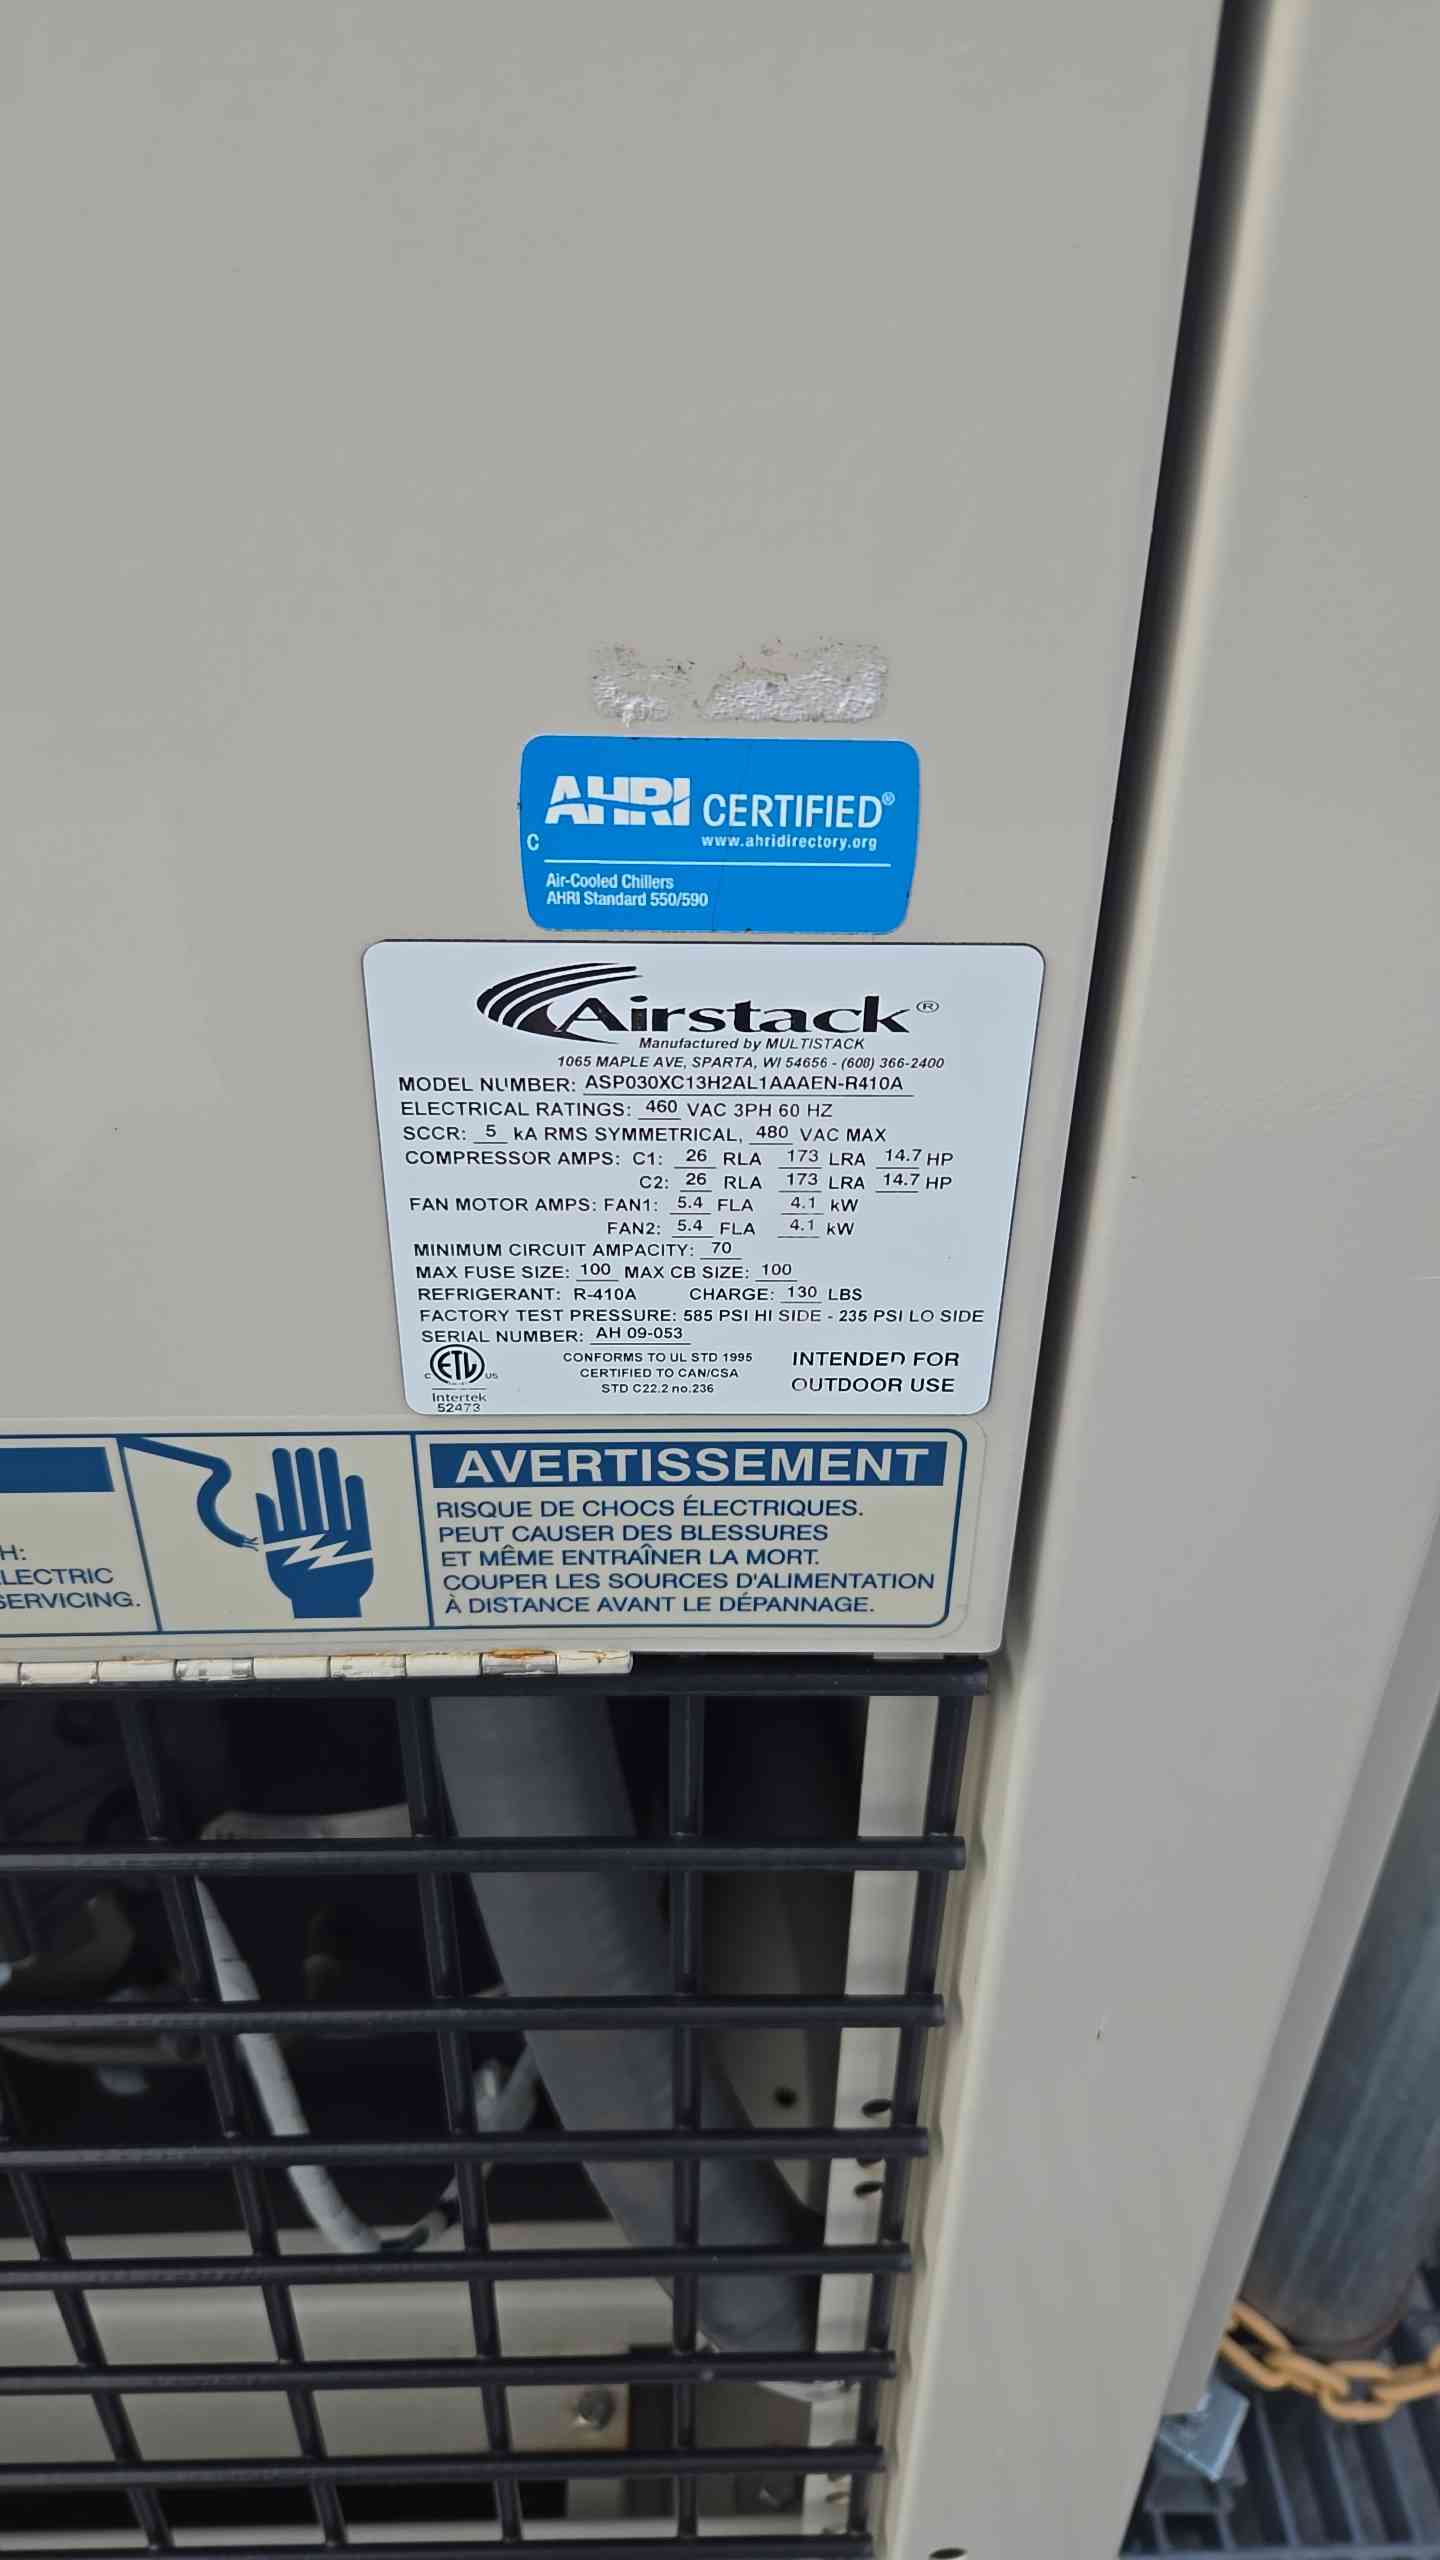 AHRI CERTIFIED®
www.ahridirectory.org
C
Air-Cooled Chillers
AHRI Standard 550/590
Airstack®
Manufactured by MULTISTACK
1065 MAPLE AVE, SPARTA, WI 54656 - (608) 366-2400
MODEL NUMBER: ASP030XC13H2AL1AAAEN-R410A
ELECTRICAL RATINGS: 460 VAC 3PH 60 HZ
SCCR: 5 kA RMS SYMMETRICAL, 480 VAC MAX
COMPRESSOR AMPS: C1: 26 RLA 173 LRA 14.7 HP
C2: 26 RLA 173 LRA 14.7 HP
FAN MOTOR AMPS: FAN1: 5.4 FLA 4.1 kW
FAN2: 5.4 FLA 4.1 kW
MINIMUM CIRCUIT AMPACITY: 70
MAX FUSE SIZE: 100 MAX CB SIZE: 100
REFRIGERANT: R-410A CHARGE: 130 LBS
FACTORY TEST PRESSURE: 585 PSI HI SIDE - 235 PSI LO SIDE
SERIAL NUMBER: AH 09-053
C ETL US
Intertek
52473
CONFORMS TO UL STD 1995
CERTIFIED TO CAN/CSA
STD C22.2 no.236
INTENDED FOR
OUTDOOR USE
H:
LECTRIC
SERVICING.
AVERTISSEMENT
RISQUE DE CHOCS ÉLECTRIQUES.
PEUT CAUSER DES BLESSURES
ET MÊME ENTRAÎNER LA MORT.
COUPER LES SOURCES D'ALIMENTATION
À DISTANCE AVANT LE DÉPANNAGE.